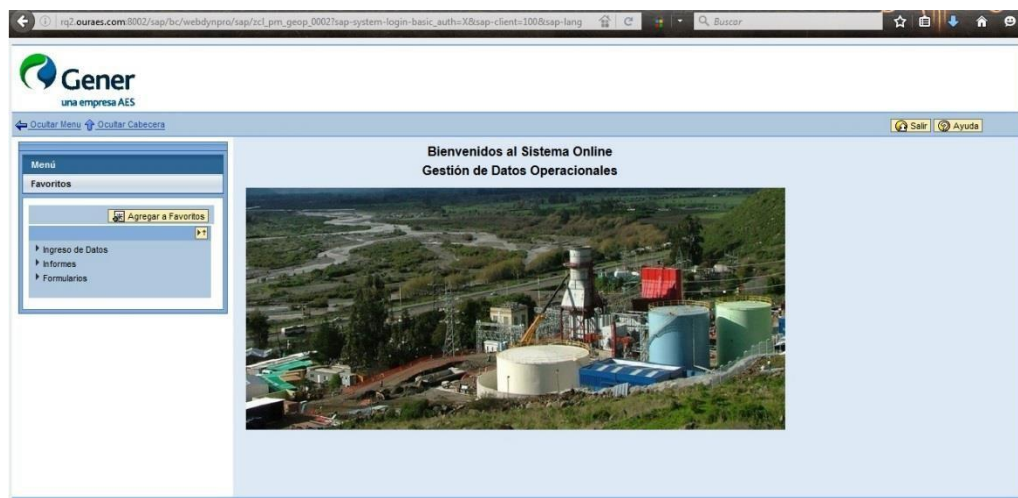 rq2.ouraes.com:8002/sap/bc/webdynpro/sap/zcl_pm_geop_0002?sap-system-login-basic_auth=X&sap-client=100&sap-lang
Buscar
Gener
una empresa AES
Ocultar Menu Ocultar Cabecera
Salir Ayuda
Menú
Favoritos
Agregar a Favoritos
Ingreso de Datos
Informes
Formularios
Bienvenidos al Sistema Online
Gestión de Datos Operacionales